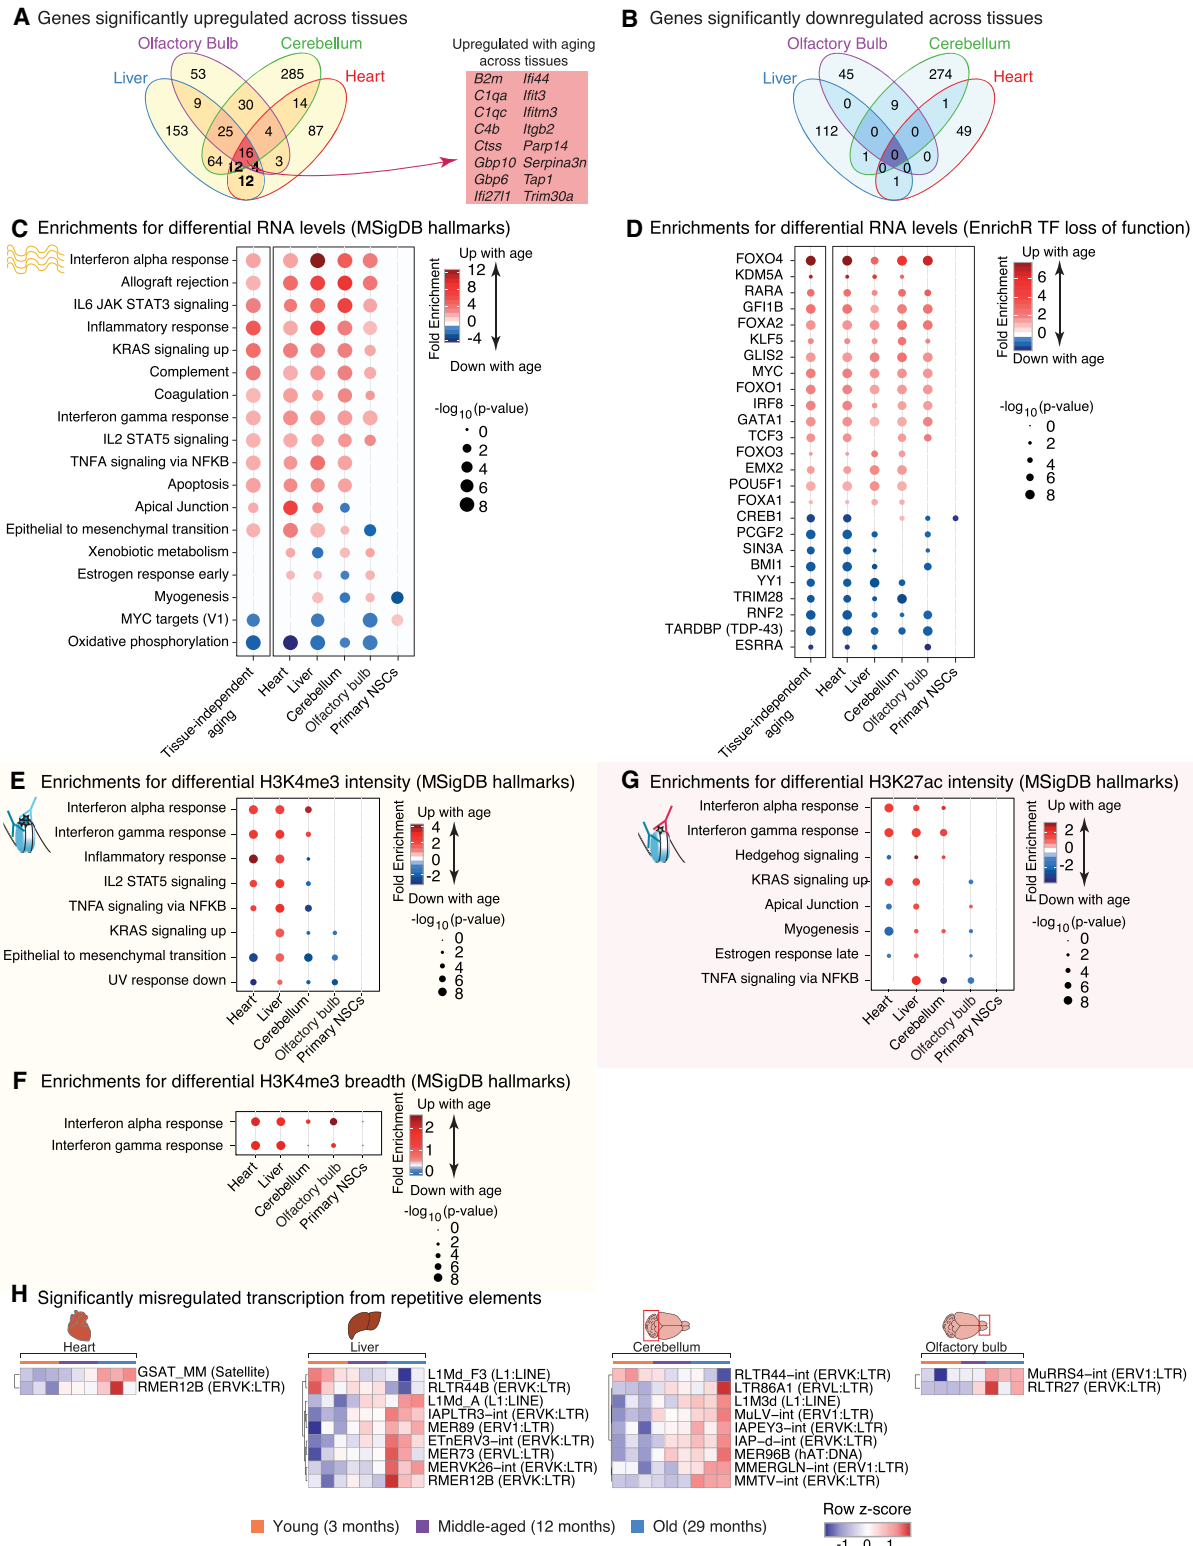 A Genes significantly upregulated across tissues
Olfactory Bulb
Cerebellum
Liver
Heart
53
285
9
30
14
153
25
4
87
16
64
12
4
3
12
Upregulated with aging
across tissues
B2m Ifi44
C1qa Ifit3
C1qc Ifitm3
C4b Itgb2
Ctss Parp14
Gbp10 Serpina3n
Gbp6 Tap1
Ifi27l1 Trim30a
B Genes significantly downregulated across tissues
Olfactory Bulb
Cerebellum
Liver
Heart
45
274
0
9
1
112
0
0
49
0
1
0
0
0
1
C Enrichments for differential RNA levels (MSigDB hallmarks)
Interferon alpha response
Allograft rejection
IL6 JAK STAT3 signaling
Inflammatory response
KRAS signaling up
Complement
Coagulation
Interferon gamma response
IL2 STAT5 signaling
TNFA signaling via NFKB
Apoptosis
Apical Junction
Epithelial to mesenchymal transition
Xenobiotic metabolism
Estrogen response early
Myogenesis
MYC targets (V1)
Oxidative phosphorylation
Tissue-independent
aging
Heart
Liver
Cerebellum
Olfactory bulb
Primary NSCs
Fold Enrichment
12
8
4
0
-4
Up with age
Down with age
-log10(p-value)
0
2
4
6
8
D Enrichments for differential RNA levels (EnrichR TF loss of function)
FOXO4
KDM5A
RARA
GFI1B
FOXA2
KLF5
GLIS2
MYC
FOXO1
IRF8
GATA1
TCF3
FOXO3
EMX2
POU5F1
FOXA1
CREB1
PCGF2
SIN3A
BMI1
YY1
TRIM28
RNF2
TARDBP (TDP-43)
ESRRA
Tissue-independent
aging
Heart
Liver
Cerebellum
Olfactory bulb
Primary NSCs
Fold Enrichment
6
4
2
0
Up with age
Down with age
-log10(p-value)
0
2
4
6
8
E Enrichments for differential H3K4me3 intensity (MSigDB hallmarks)
Interferon alpha response
Interferon gamma response
Inflammatory response
IL2 STAT5 signaling
TNFA signaling via NFKB
KRAS signaling up
Epithelial to mesenchymal transition
UV response down
Heart
Liver
Cerebellum
Olfactory bulb
Primary NSCs
Fold Enrichment
4
2
0
-2
Up with age
Down with age
-log10(p-value)
0
2
4
6
8
G Enrichments for differential H3K27ac intensity (MSigDB hallmarks)
Interferon alpha response
Interferon gamma response
Hedgehog signaling
KRAS signaling up
Apical Junction
Myogenesis
Estrogen response late
TNFA signaling via NFKB
Heart
Liver
Cerebellum
Olfactory bulb
Primary NSCs
Fold Enrichment
2
0
-2
Up with age
Down with age
-log10(p-value)
0
2
4
6
8
F Enrichments for differential H3K4me3 breadth (MSigDB hallmarks)
Interferon alpha response
Interferon gamma response
Heart
Liver
Cerebellum
Olfactory bulb
Primary NSCs
Fold Enrichment
2
1
0
Up with age
Down with age
-log10(p-value)
0
2
4
6
8
H Significantly misregulated transcription from repetitive elements
Heart
GSAT_MM (Satellite)
RMER12B (ERVK:LTR)
Liver
L1Md_F3 (L1:LINE)
RLTR44B (ERVK:LTR)
L1Md_A (L1:LINE)
IAPLTR3−int (ERVK:LTR)
MER89 (ERV1:LTR)
ETnERV3−int (ERVK:LTR)
MER73 (ERVL:LTR)
MERVK26−int (ERVK:LTR)
RMER12B (ERVK:LTR)
Cerebellum
RLTR44−int (ERVK:LTR)
LTR86A1 (ERVL:LTR)
L1M3d (L1:LINE)
MuLV−int (ERV1:LTR)
IAPEY3−int (ERVK:LTR)
IAP−d−int (ERVK:LTR)
MER96B (hAT:DNA)
MMERGLN−int (ERV1:LTR)
MMTV−int (ERVK:LTR)
Olfactory bulb
MuRRS4−int (ERV1:LTR)
RLTR27 (ERVK:LTR)
Young (3 months)
Middle-aged (12 months)
Old (29 months)
Row z-score
-1 0 1